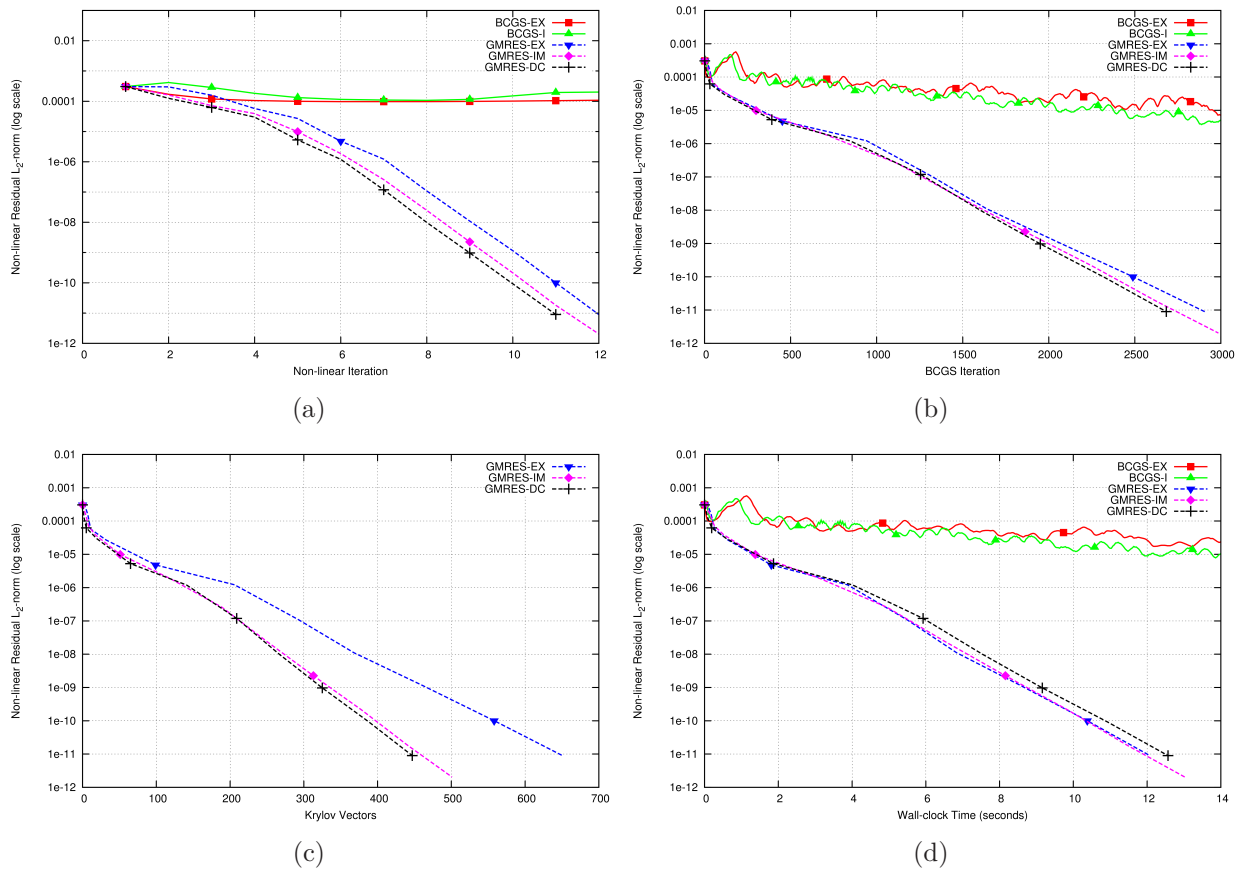 0.01
0.0001
1e-06
1e-08
1e-10
1e-12
0 2 4 6 8 10 12
Non-linear Residual L2-norm (log scale)
Non-linear Iteration
BCGS-EX
BCGS-I
GMRES-EX
GMRES-IM
GMRES-DC
(a)
0.01
0.001
0.0001
1e-05
1e-06
1e-07
1e-08
1e-09
1e-10
1e-11
1e-12
0 500 1000 1500 2000 2500 3000
Non-linear Residual L2-norm (log scale)
BCGS Iteration
BCGS-EX
BCGS-I
GMRES-EX
GMRES-IM
GMRES-DC
(b)
0.01
0.001
0.0001
1e-05
1e-06
1e-07
1e-08
1e-09
1e-10
1e-11
1e-12
0 100 200 300 400 500 600 700
Non-linear Residual L2-norm (log scale)
Krylov Vectors
GMRES-EX
GMRES-IM
GMRES-DC
(c)
0.01
0.001
0.0001
1e-05
1e-06
1e-07
1e-08
1e-09
1e-10
1e-11
1e-12
0 2 4 6 8 10 12 14
Non-linear Residual L2-norm (log scale)
Wall-clock Time (seconds)
BCGS-EX
BCGS-I
GMRES-EX
GMRES-IM
GMRES-DC
(d)